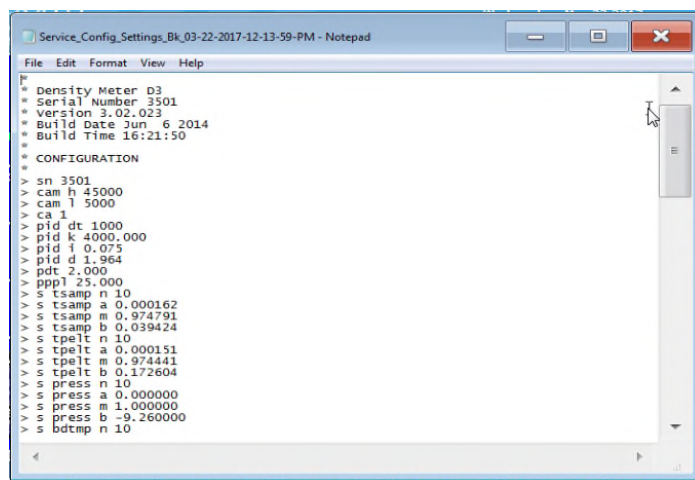 Service_Config_Settings_Bk_03-22-2017-12-13-59-PM - Notepad
File Edit Format View Help
*
* Density Meter D3
* Serial Number 3501
* Version 3.02.023
* Build Date Jun  6 2014
* Build Time 16:21:50
*
* CONFIGURATION
*
> sn 3501
> cam h 45000
> cam l 5000
> ca 1
> pid dt 1000
> pid k 4000.000
> pid i 0.075
> pid d 1.964
> pdt 2.000
> pppl 25.000
> s tsamp n 10
> s tsamp a 0.000162
> s tsamp m 0.974791
> s tsamp b 0.039424
> s tpelt n 10
> s tpelt a 0.000151
> s tpelt m 0.974441
> s tpelt b 0.172604
> s press n 10
> s press a 0.000000
> s press m 1.000000
> s press b -9.260000
> s bdtmp n 10